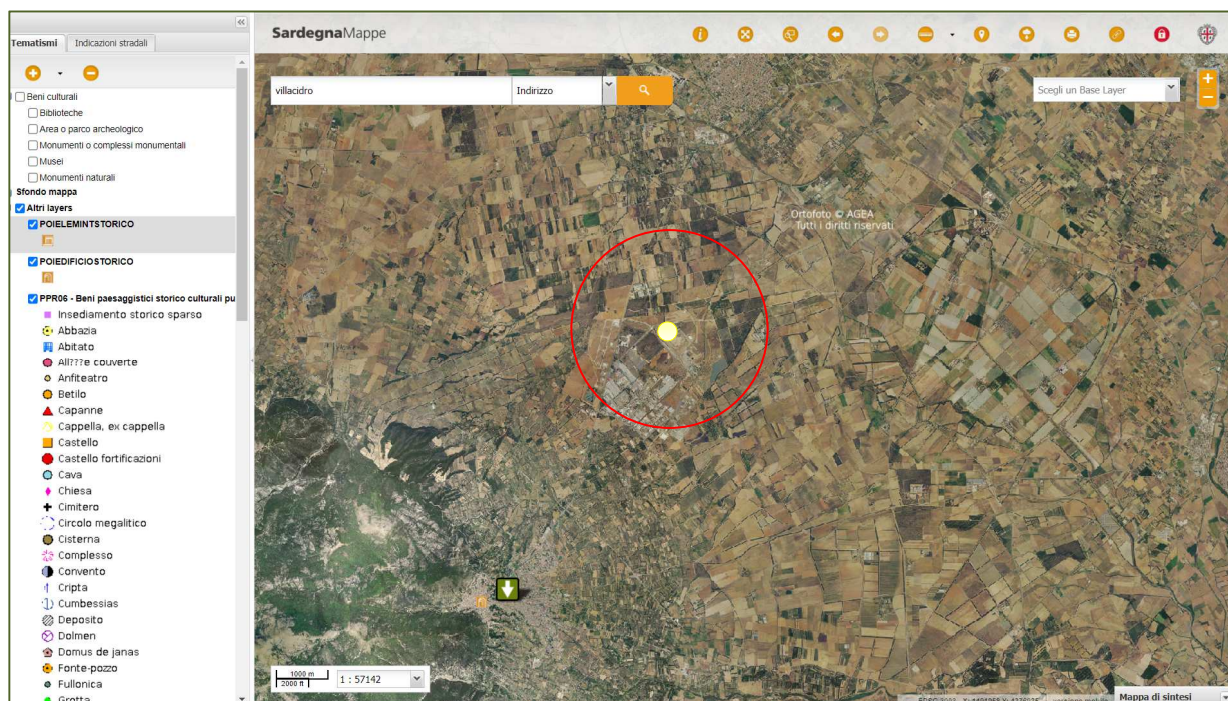 SardegnaMappe
Tematismi
Indicazioni stradali
villacidro
Indirizzo
Scegli un Base Layer
+
−
Beni culturali
Biblioteche
Area o parco archeologico
Monumenti o complessi monumentali
Musei
Monumenti naturali
Sfondo mappa
Altri layers
POIELEMINTSTORICO
POIEDIFICIOSTORICO
PPR06 - Beni paesaggistici storico culturali pu
Insediamento storico sparso
Abbazia
Abitato
All???e couverte
Anfiteatro
Betilo
Capanne
Cappella, ex cappella
Castello
Castello fortificazioni
Cava
Chiesa
Cimitero
Circolo megalitico
Cisterna
Complesso
Convento
Cripta
Cumbessias
Deposito
Dolmen
Domus de janas
Fonte-pozzo
Fullonica
Grotta
Ortofoto © AGEA
Tutti i diritti riservati
1000 m
2000 ft
1 : 57142
Mappa di sintesi